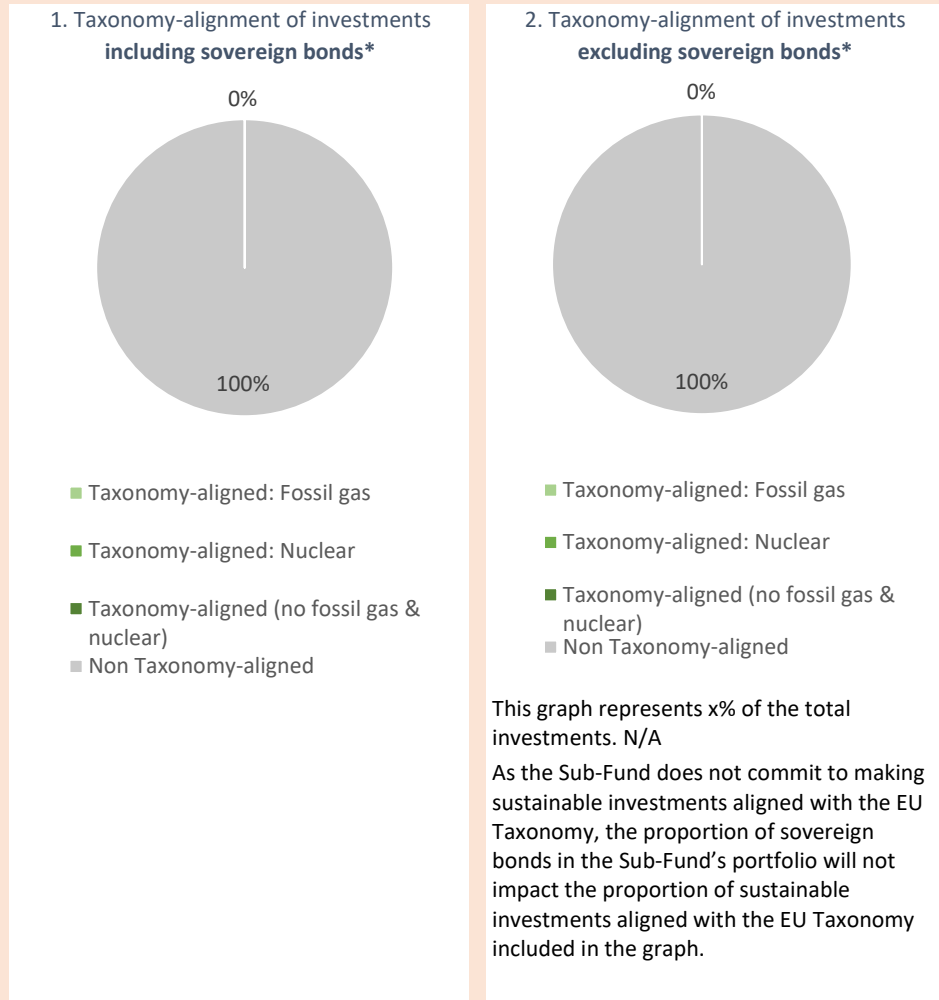 1. Taxonomy-alignment of investments
including sovereign bonds*
0%
100%
■ Taxonomy-aligned: Fossil gas
■ Taxonomy-aligned: Nuclear
■ Taxonomy-aligned (no fossil gas &
nuclear)
■ Non Taxonomy-aligned
2. Taxonomy-alignment of investments
excluding sovereign bonds*
0%
100%
■ Taxonomy-aligned: Fossil gas
■ Taxonomy-aligned: Nuclear
■ Taxonomy-aligned (no fossil gas &
nuclear)
■ Non Taxonomy-aligned
This graph represents x% of the total
investments. N/A
As the Sub-Fund does not commit to making
sustainable investments aligned with the EU
Taxonomy, the proportion of sovereign
bonds in the Sub-Fund’s portfolio will not
impact the proportion of sustainable
investments aligned with the EU Taxonomy
included in the graph.